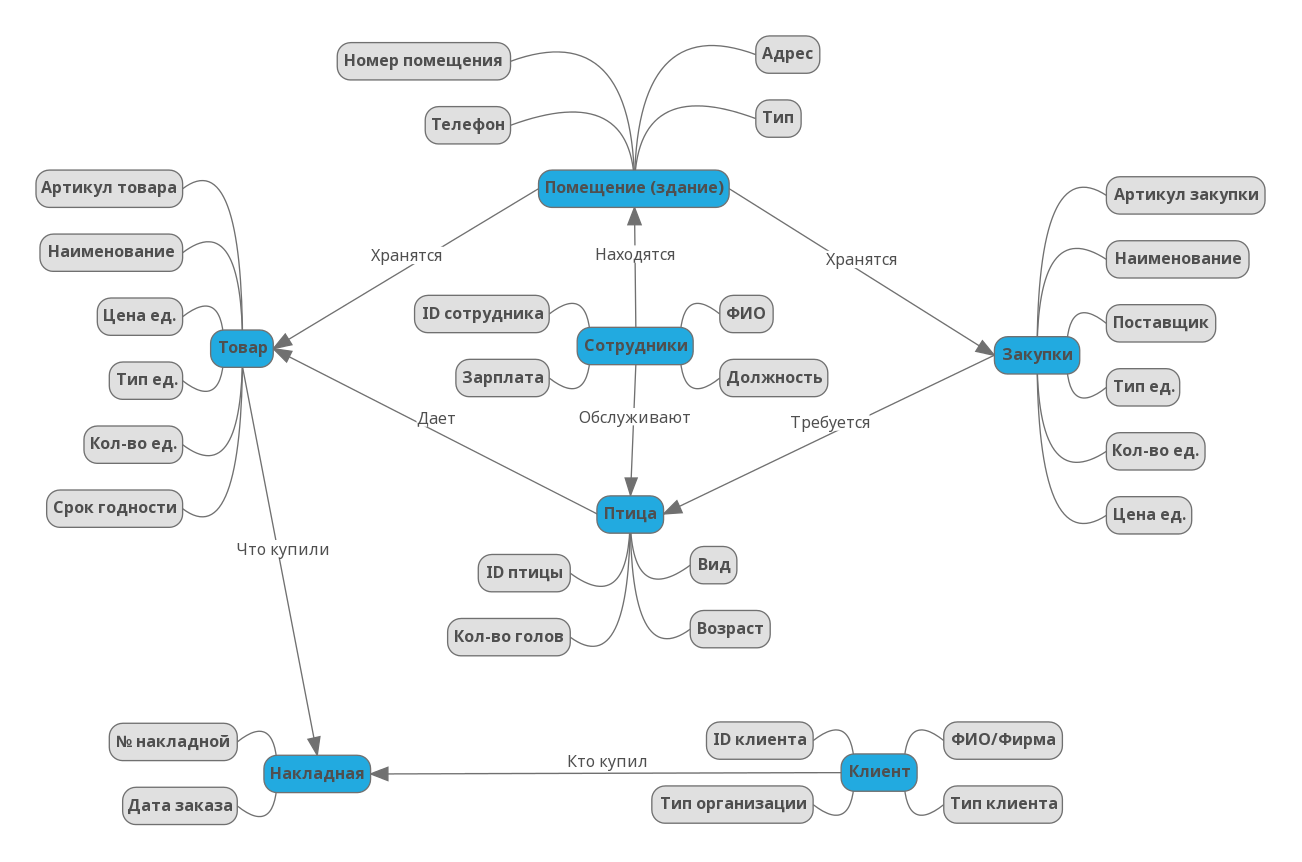 Номер помещения
Адрес
Телефон
Тип
Помещение (здание)
Артикул товара
Артикул закупки
Наименование
Хранятся
Находятся
Хранятся
Наименование
Цена ед.
ID сотрудника
ФИО
Поставщик
Товар
Сотрудники
Закупки
Тип ед.
Зарплата
Должность
Тип ед.
Дает
Обслуживают
Требуется
Кол-во ед.
Кол-во ед.
Срок годности
Птица
Цена ед.
Что купили
ID птицы
Вид
Кол-во голов
Возраст
№ накладной
ID клиента
ФИО/Фирма
Накладная
Кто купил
Клиент
Дата заказа
Тип организации
Тип клиента